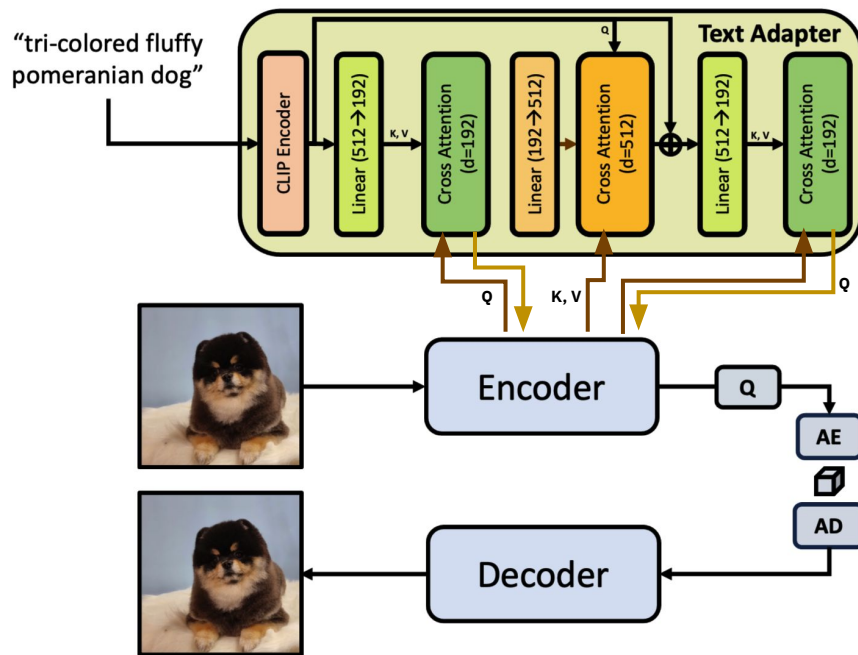 Text Adapter
“tri-colored fluffy
pomeranian dog”
CLIP Encoder
Linear (512→192)
K, V
Cross Attention
(d=192)
Linear (192→512)
Q
Cross Attention
(d=512)
Linear (512→192)
K, V
Cross Attention
(d=192)
Q
K, V
Q
Encoder
Q
AE
AD
Decoder